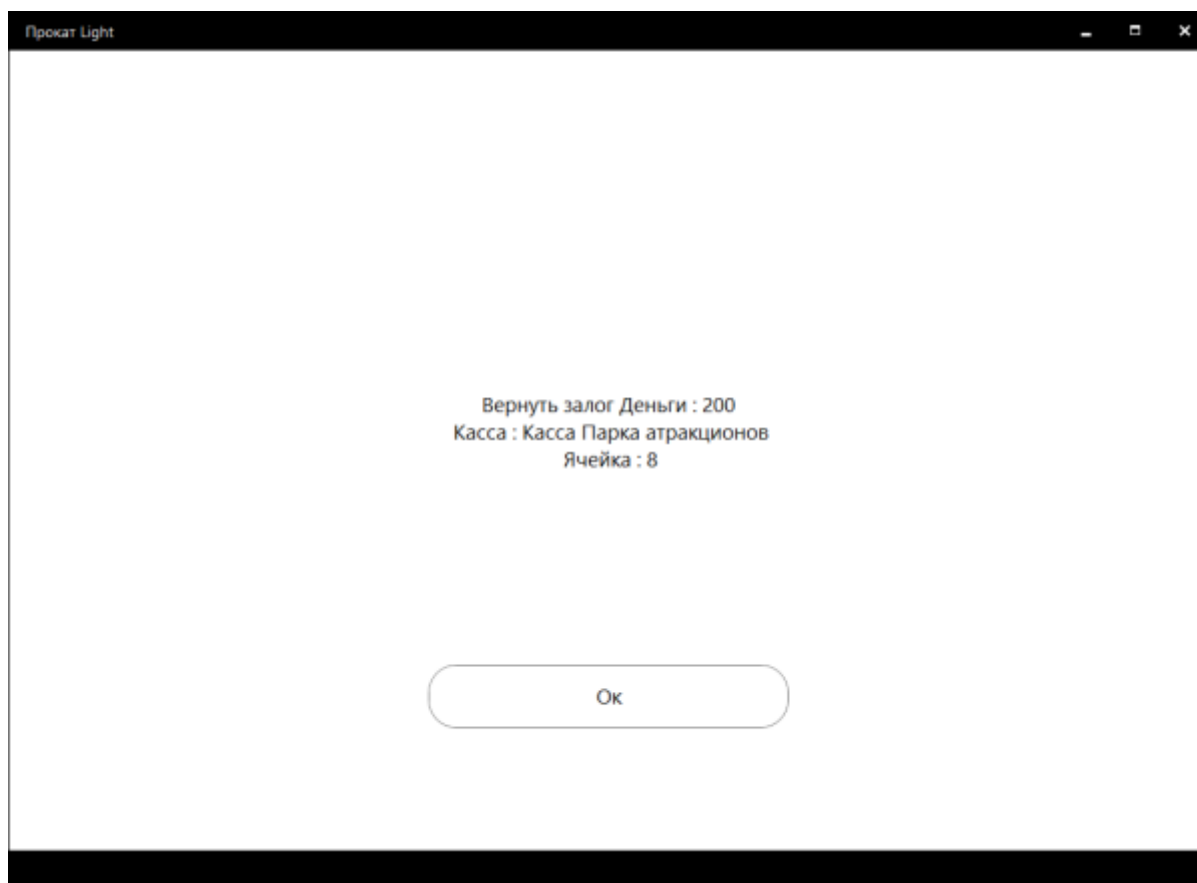 Прокат Light
Вернуть залог Деньги : 200
Касса : Касса Парка атракционов
Ячейка : 8
Ок